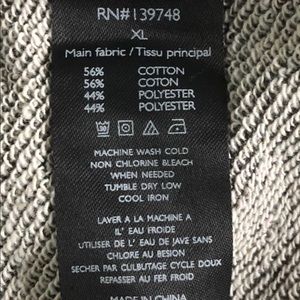 RN#139748
XL
Main fabric / Tissu principal
56% COTTON
56% COTON
44% POLYESTER
44% POLYESTER
MACHINE WASH COLD
NON CHLORINE BLEACH
WHEN NEEDED
TUMBLE DRY LOW
COOL IRON
LAVER A LA MACHINE A
IL' EAU FROIDE
UTILISER DE L' EAU DE JAVE SANS
CHLORE AU BESION
SECHER PAR CULBUTAGE CYCLE DOUX
REPASSER AU FER FROID
MADE IN CHINA